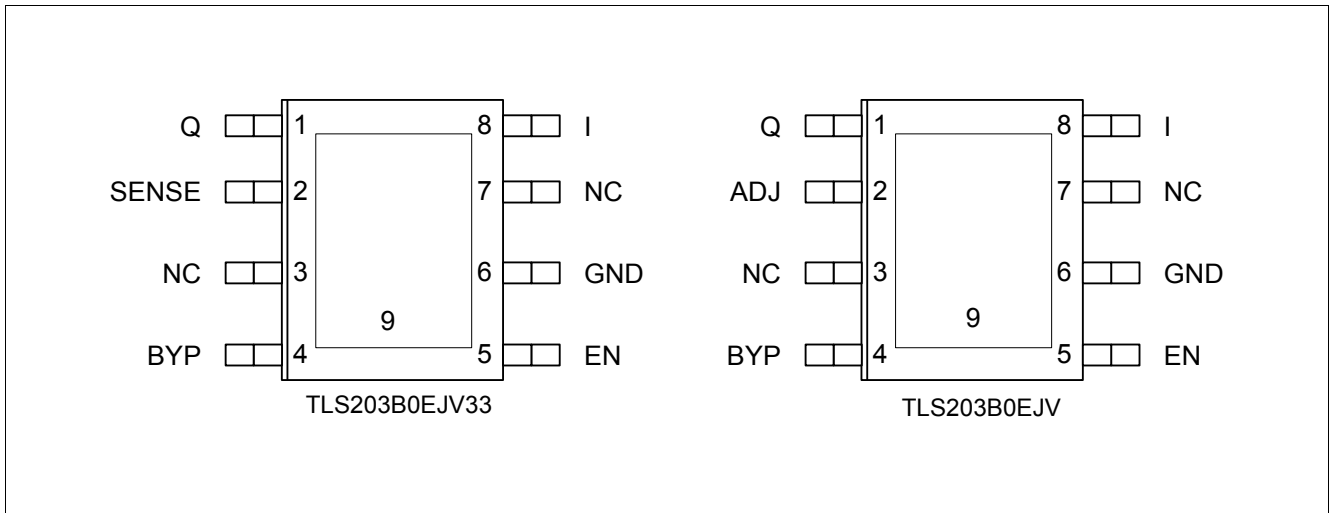 Q 1 8 I
SENSE 2 7 NC
NC 3 6 GND
9
BYP 4 5 EN
TLS203B0EJV33
Q 1 8 I
ADJ 2 7 NC
NC 3 6 GND
9
BYP 4 5 EN
TLS203B0EJV